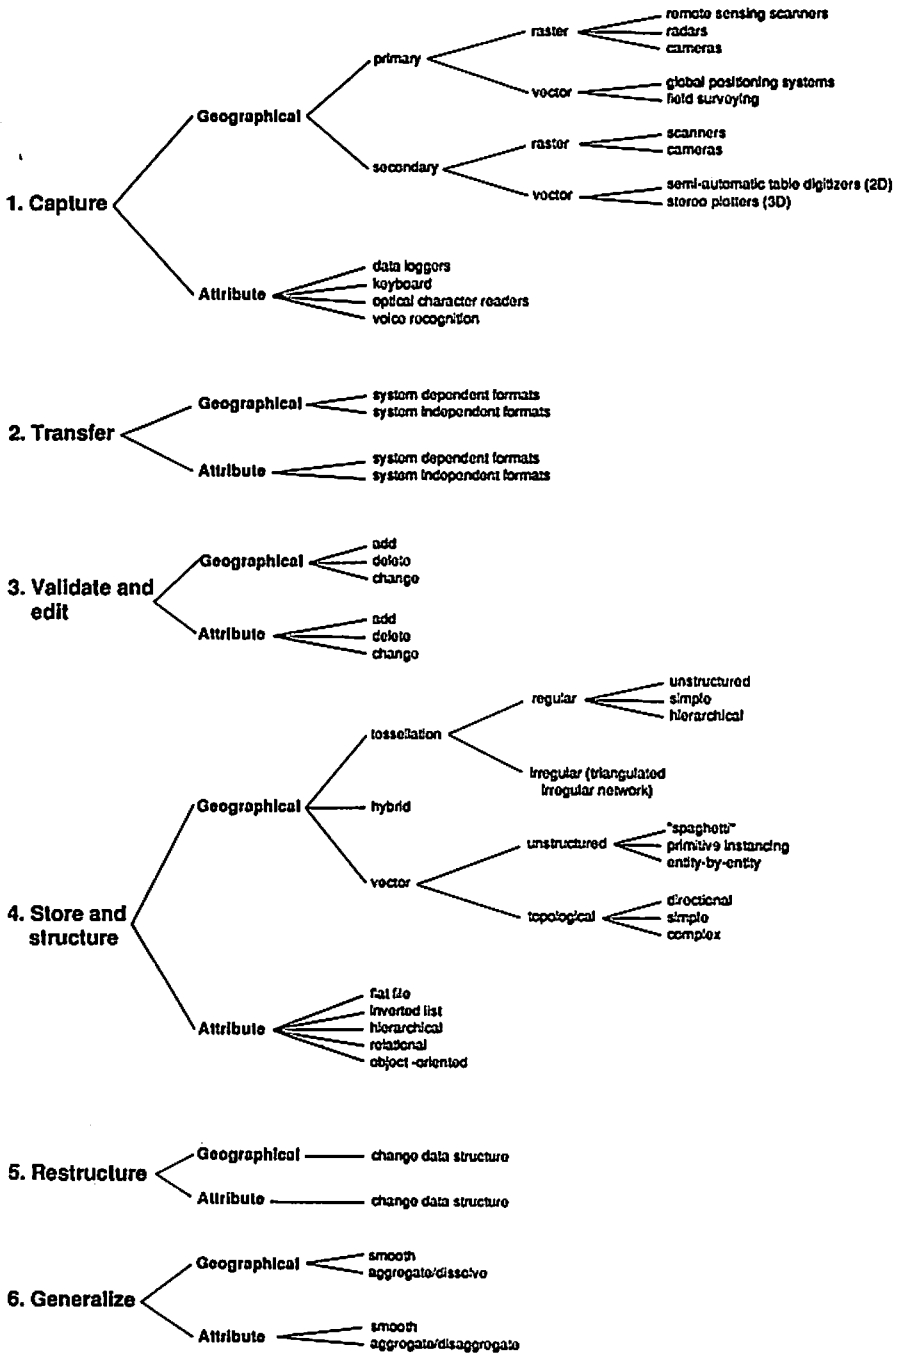 remote sensing scanners
raster
radars
cameras
primary
global positioning systems
vector
field surveying
Geographical
scanners
raster
cameras
secondary
semi-automatic table digitizers (2D)
vector
stereo plotters (3D)
1. Capture
data loggers
keyboard
Attribute
optical character readers
voice recognition
system dependent formats
Geographical
system independent formats
2. Transfer
system dependent formats
Attribute
system independent formats
add
Geographical
delete
change
3. Validate and
edit
add
Attribute
delete
change
unstructured
regular
simple
hierarchical
tessellation
irregular (triangulated
irregular network)
Geographical
hybrid
"spaghetti"
unstructured
primitive instancing
entity-by-entity
vector
directional
topological
simple
complex
4. Store and
structure
flat file
inverted list
Attribute
hierarchical
relational
object -oriented
Geographical
change data structure
5. Restructure
Attribute
change data structure
smooth
Geographical
aggregate/dissolve
6. Generalize
smooth
Attribute
aggregate/disaggregate